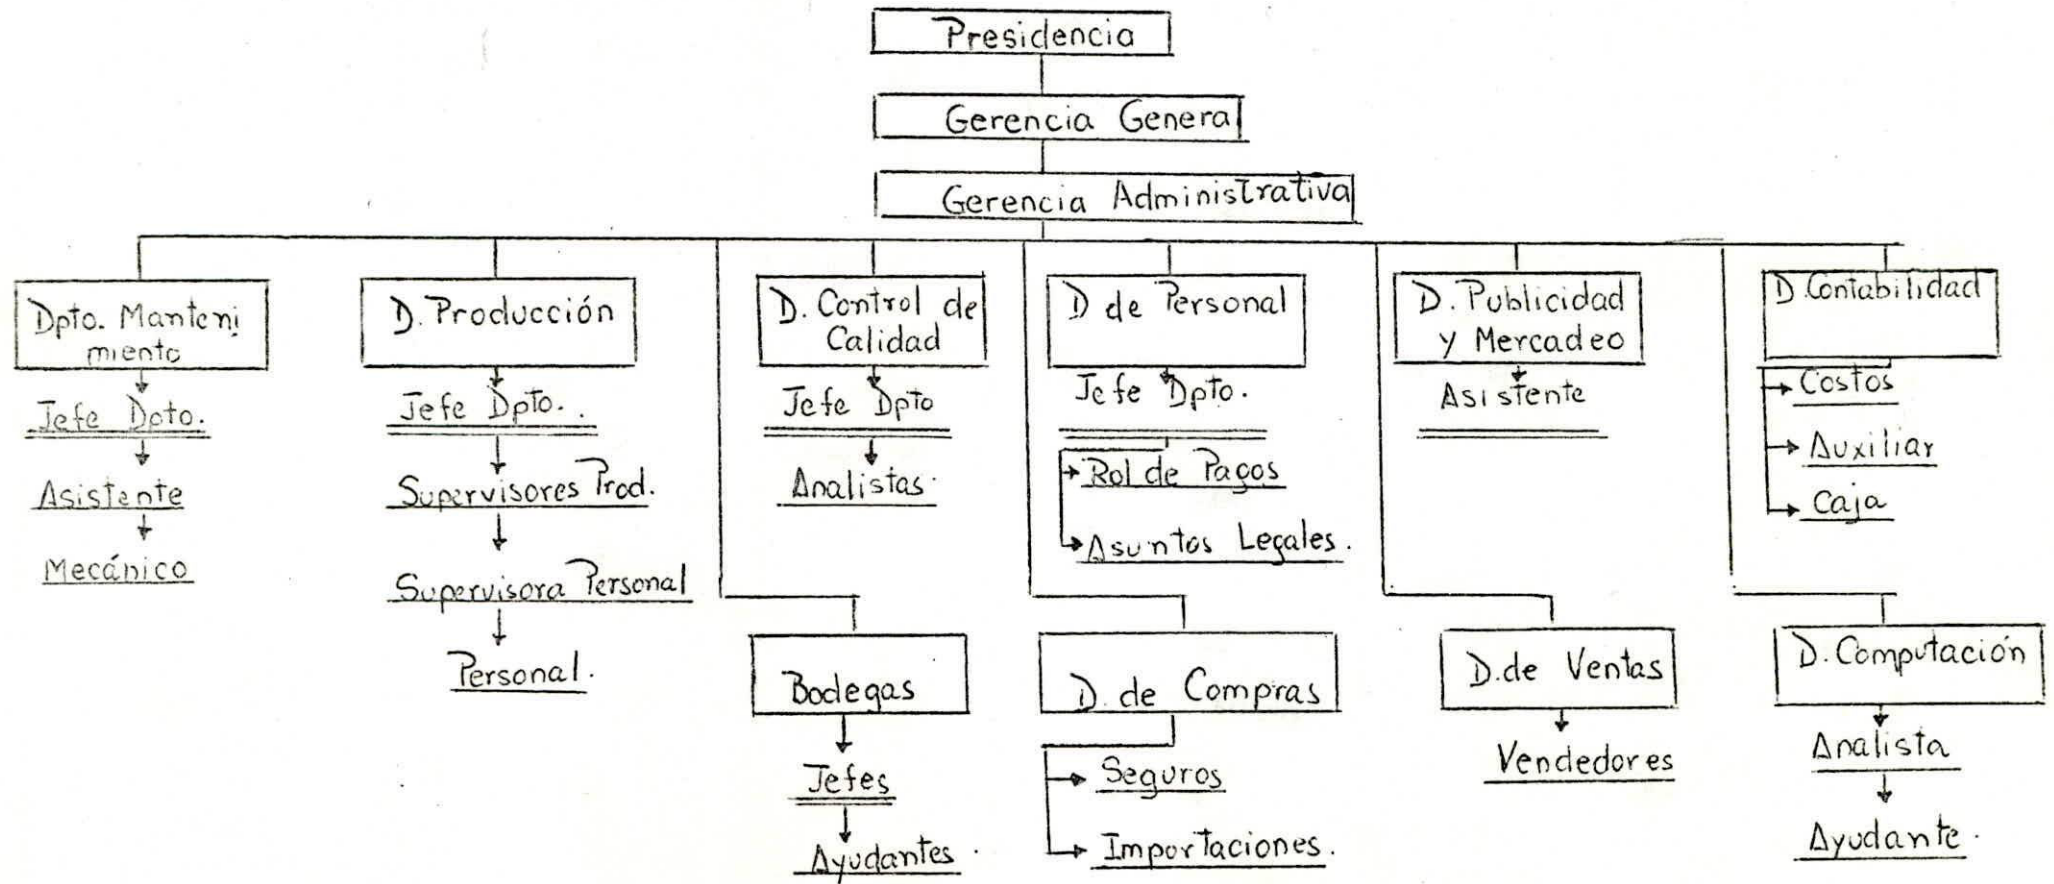 Presidencia
Gerencia Genera
Gerencia Administrativa
Dpto. Manteni
miento
Jefe Dpto.
Asistente
Mecánico
D. Producción
Jefe Dpto.
Supervisores Prod.
Supervisora Personal
Personal.
D. Control de
Calidad
Jefe Dpto
Analistas
D de Personal
Jefe Dpto.
Rol de Pagos
Asuntos Legales.
D. Publicidad
y Mercadeo
Asistente
D. Contabilidad
Costos
Auxiliar
Caja
Bodegas
Jefes
Ayudantes.
D. de Compras
Seguros
Importaciones.
D. de Ventas
Vendedores
D. Computación
Analista
Ayudante.